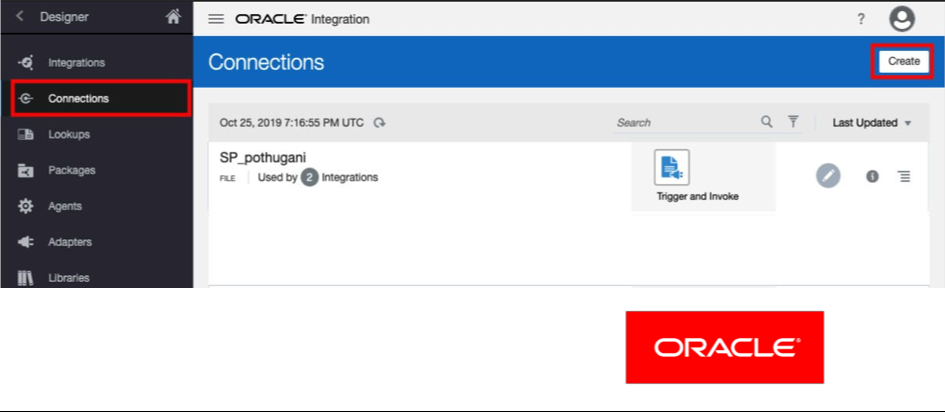 Designer
ORACLE® Integration
?
Integrations
Connections
Lookups
Packages
Agents
Adapters
Libraries
Connections
Create
Oct 25, 2019 7:16:55 PM UTC
Search
Last Updated
SP_pothugani
FILE Used by 2 Integrations
Trigger and Invoke
ORACLE®